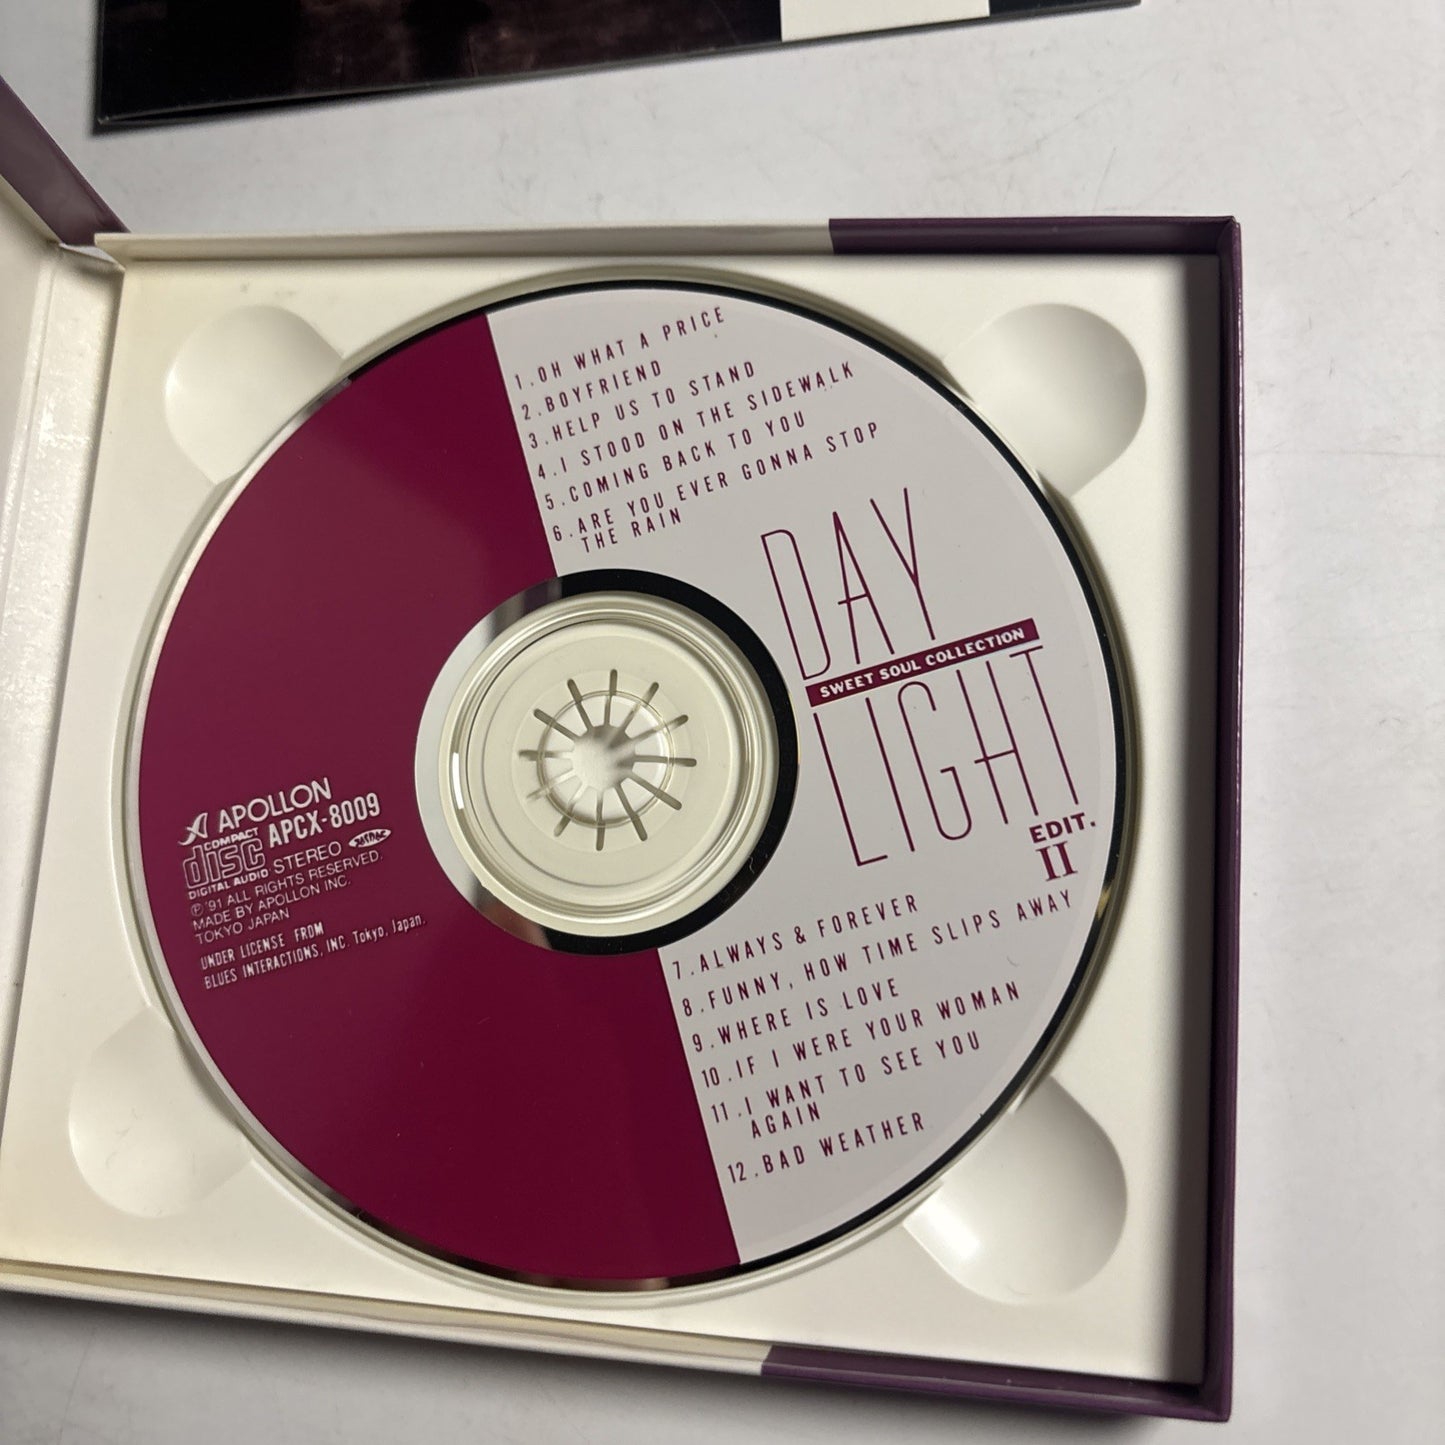 1.OH WHAT A PRICE
2.BOYFRIEND
3.HELP US TO STAND
4.I STOOD ON THE SIDEWALK
5.COMING BACK TO YOU
6.ARE YOU EVER GONNA STOP
THE RAIN
DAY
SWEET SOUL COLLECTION
LIGHT
EDIT.
II
APOLLON
COMPACT
disc
DIGITAL AUDIO
APCX-8009
STEREO
℗ '91 ALL RIGHTS RESERVED.
MADE BY APOLLON INC.
TOKYO JAPAN
UNDER LICENSE FROM
BLUES INTERACTIONS, INC. Tokyo, Japan.
7.ALWAYS & FOREVER
8.FUNNY, HOW TIME SLIPS AWAY
9.WHERE IS LOVE
10.IF I WERE YOUR WOMAN
11.I WANT TO SEE YOU
AGAIN
12.BAD WEATHER